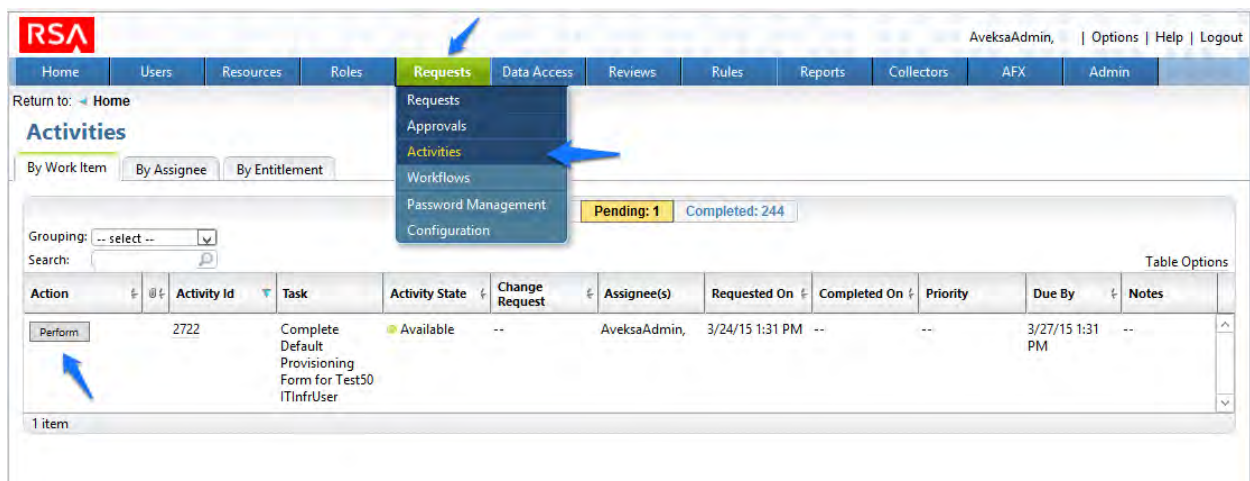 RSA
AveksaAdmin, | Options | Help | Logout
Home Users Resources Roles Requests Data Access Reviews Rules Reports Collectors AFX Admin
Return to: Home
Requests
Approvals
Activities
Workflows
Password Management
Configuration
Activities
By Work Item By Assignee By Entitlement
Pending: 1 Completed: 244
Grouping: -- select --
Search:
Table Options
Action Activity Id Task Activity State Change Request Assignee(s) Requested On Completed On Priority Due By Notes
Perform 2722 Complete Default Provisioning Form for Test50 ITInfrUser Available -- AveksaAdmin, 3/24/15 1:31 PM -- -- 3/27/15 1:31 PM --
1 item